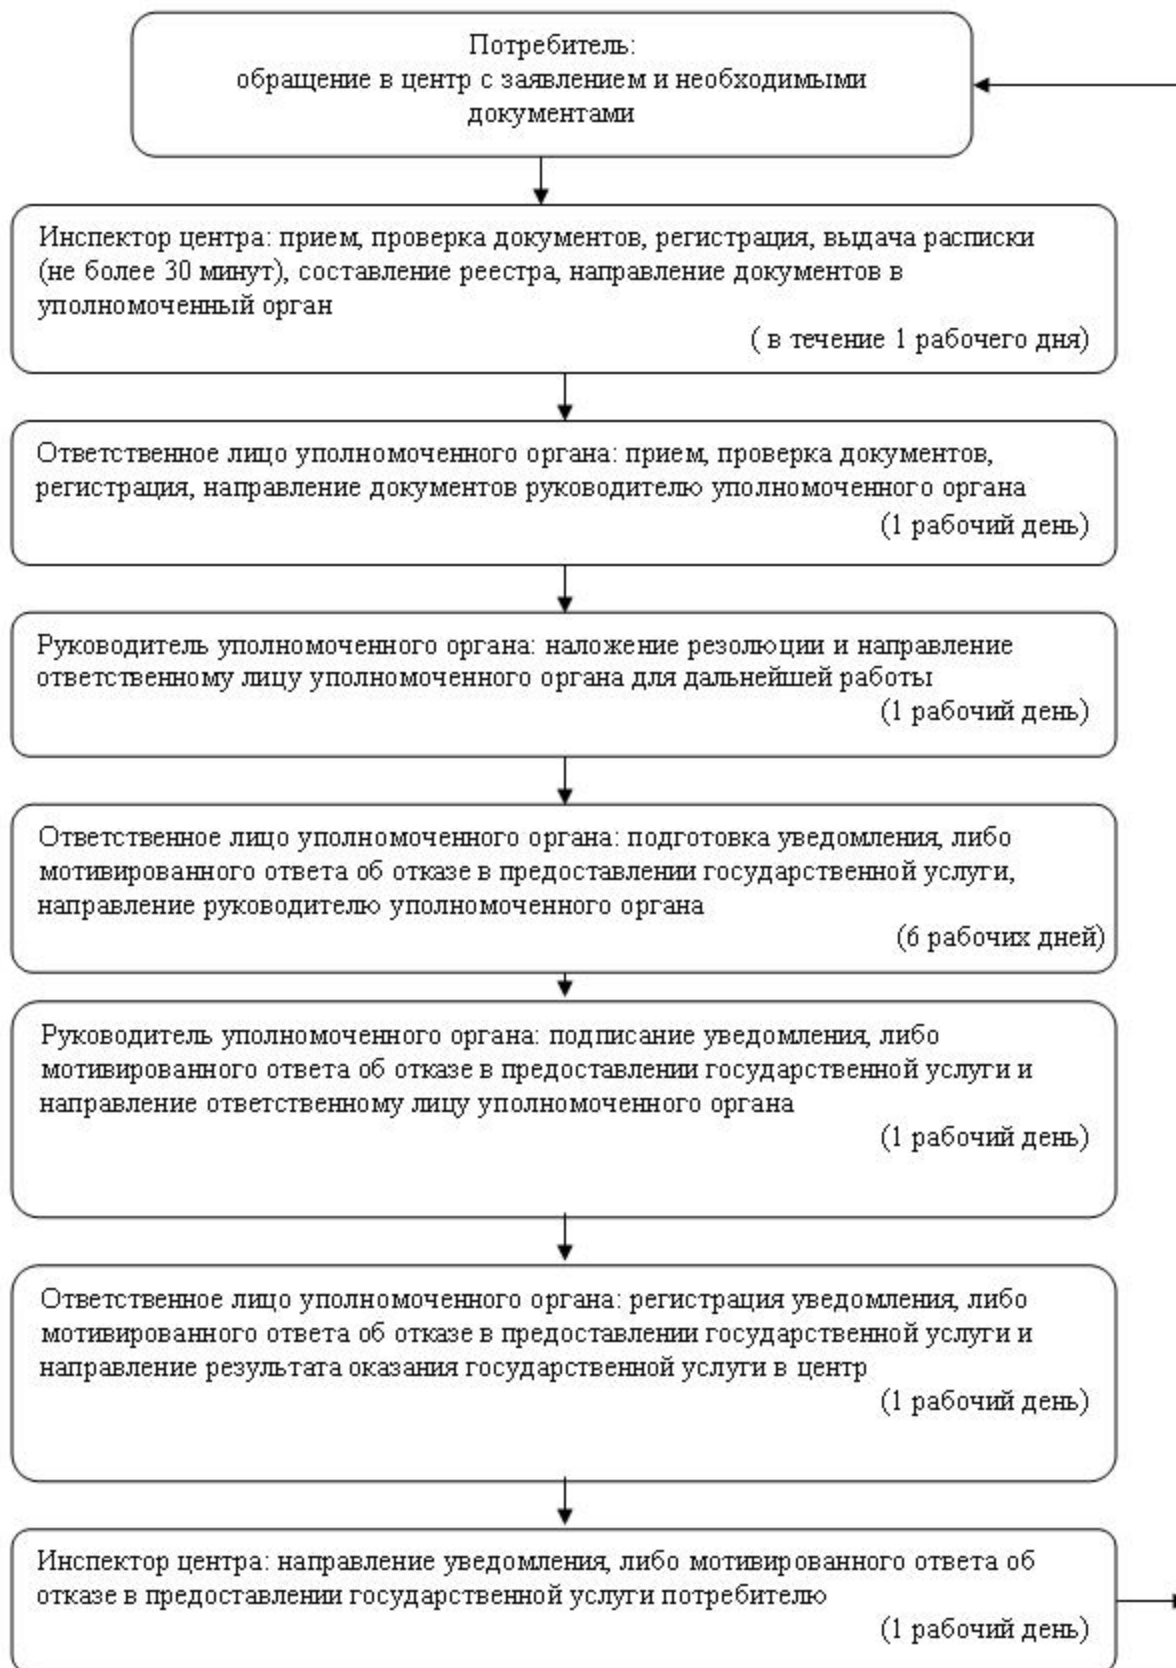 Потребитель:
обращение в центр с заявлением и необходимыми
документами
Инспектор центра: прием, проверка документов, регистрация, выдача расписки
(не более 30 минут), составление реестра, направление документов в
уполномоченный орган
( в течение 1 рабочего дня)
Ответственное лицо уполномоченного органа: прием, проверка документов,
регистрация, направление документов руководителю уполномоченного органа
(1 рабочий день)
Руководитель уполномоченного органа: наложение резолюции и направление
ответственному лицу уполномоченного органа для дальнейшей работы
(1 рабочий день)
Ответственное лицо уполномоченного органа: подготовка уведомления, либо
мотивированного ответа об отказе в предоставлении государственной услуги,
направление руководителю уполномоченного органа
(6 рабочих дней)
Руководитель уполномоченного органа: подписание уведомления, либо
мотивированного ответа об отказе в предоставлении государственной услуги и
направление ответственному лицу уполномоченного органа
(1 рабочий день)
Ответственное лицо уполномоченного органа: регистрация уведомления, либо
мотивированного ответа об отказе в предоставлении государственной услуги и
направление результата оказания государственной услуги в центр
(1 рабочий день)
Инспектор центра: направление уведомления, либо мотивированного ответа об
отказе в предоставлении государственной услуги потребителю
(1 рабочий день)